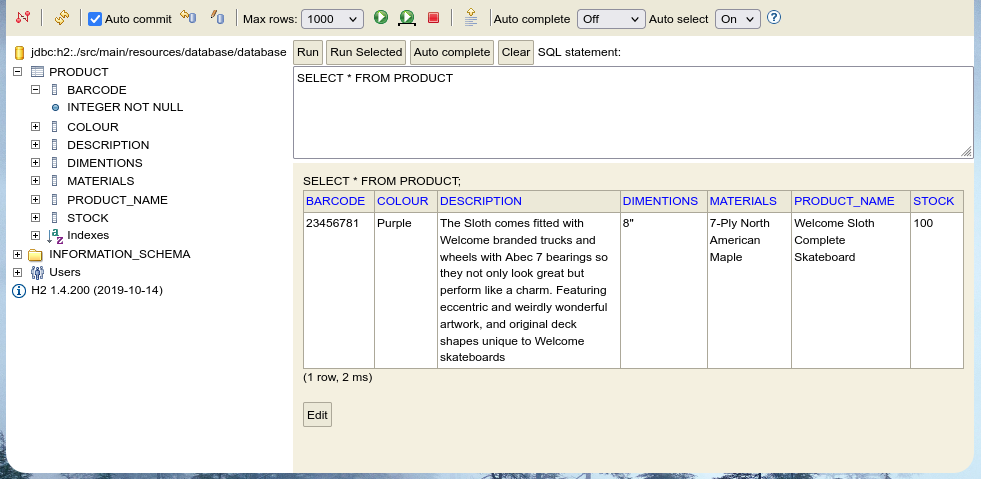 Auto commit Max rows: 1000 Auto complete Off Auto select On ?
jdbc:h2:./src/main/resources/database/database
PRODUCT
BARCODE
INTEGER NOT NULL
COLOUR
DESCRIPTION
DIMENTIONS
MATERIALS
PRODUCT_NAME
STOCK
Indexes
INFORMATION_SCHEMA
Users
H2 1.4.200 (2019-10-14)
Run Run Selected Auto complete Clear SQL statement:
SELECT * FROM PRODUCT
SELECT * FROM PRODUCT;
BARCODE COLOUR DESCRIPTION DIMENTIONS MATERIALS PRODUCT_NAME STOCK
23456781 Purple The Sloth comes fitted with 8" 7-Ply North Welcome Sloth 100
Welcome branded trucks and American Complete
wheels with Abec 7 bearings so Maple Skateboard
they not only look great but
perform like a charm. Featuring
eccentric and weirdly wonderful
artwork, and original deck
shapes unique to Welcome
skateboards
(1 row, 2 ms)
Edit